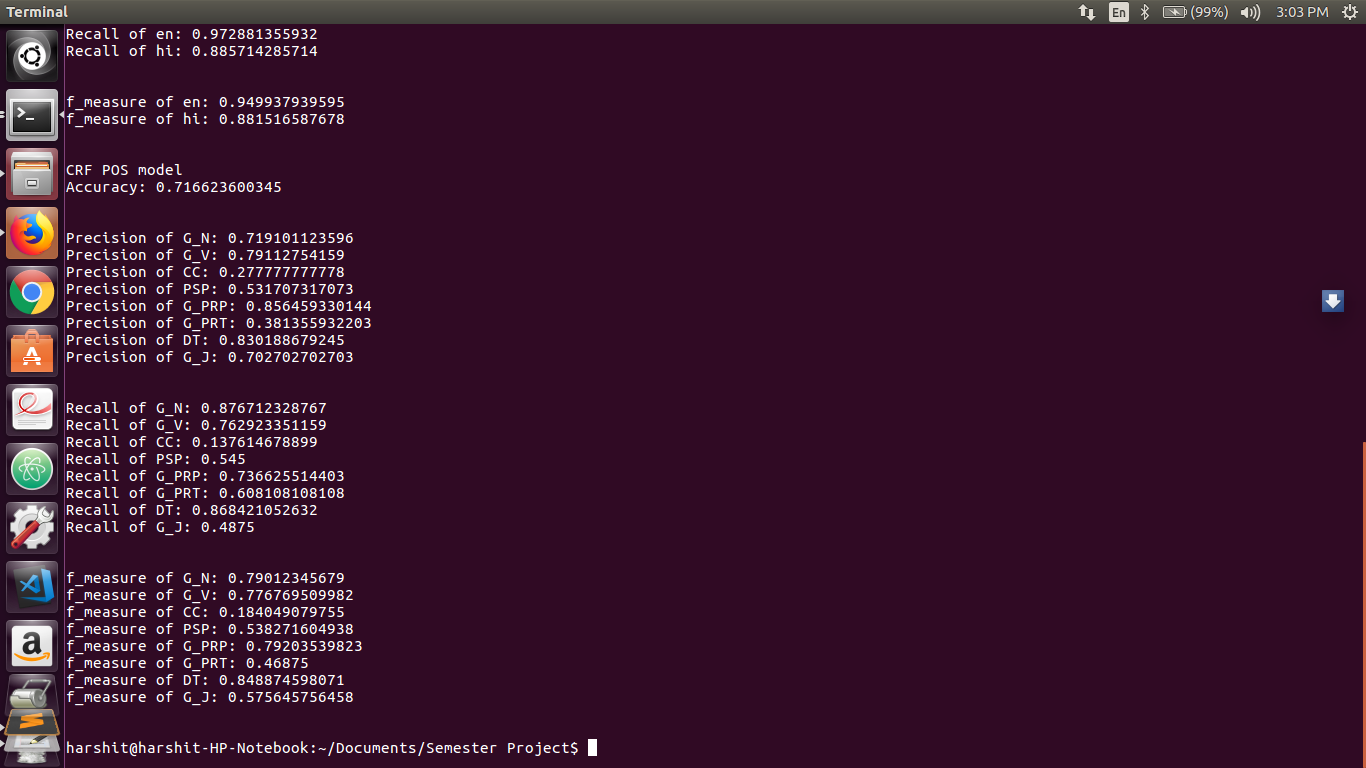 Terminal
En
(99%)
3:03 PM
Recall of en: 0.972881355932
Recall of hi: 0.885714285714
f_measure of en: 0.949937939595
f_measure of hi: 0.881516587678
CRF POS model
Accuracy: 0.716623600345
Precision of G_N: 0.719101123596
Precision of G_V: 0.79112754159
Precision of CC: 0.277777777778
Precision of PSP: 0.531707317073
Precision of G_PRP: 0.856459330144
Precision of G_PRT: 0.381355932203
Precision of DT: 0.830188679245
Precision of G_J: 0.702702702703
Recall of G_N: 0.876712328767
Recall of G_V: 0.762923351159
Recall of CC: 0.137614678899
Recall of PSP: 0.545
Recall of G_PRP: 0.736625514403
Recall of G_PRT: 0.608108108108
Recall of DT: 0.868421052632
Recall of G_J: 0.4875
f_measure of G_N: 0.79012345679
f_measure of G_V: 0.776769509982
f_measure of CC: 0.184049079755
f_measure of PSP: 0.538271604938
f_measure of G_PRP: 0.79203539823
f_measure of G_PRT: 0.46875
f_measure of DT: 0.848874598071
f_measure of G_J: 0.575645756458
harshit@harshit-HP-Notebook:~/Documents/Semester Project$